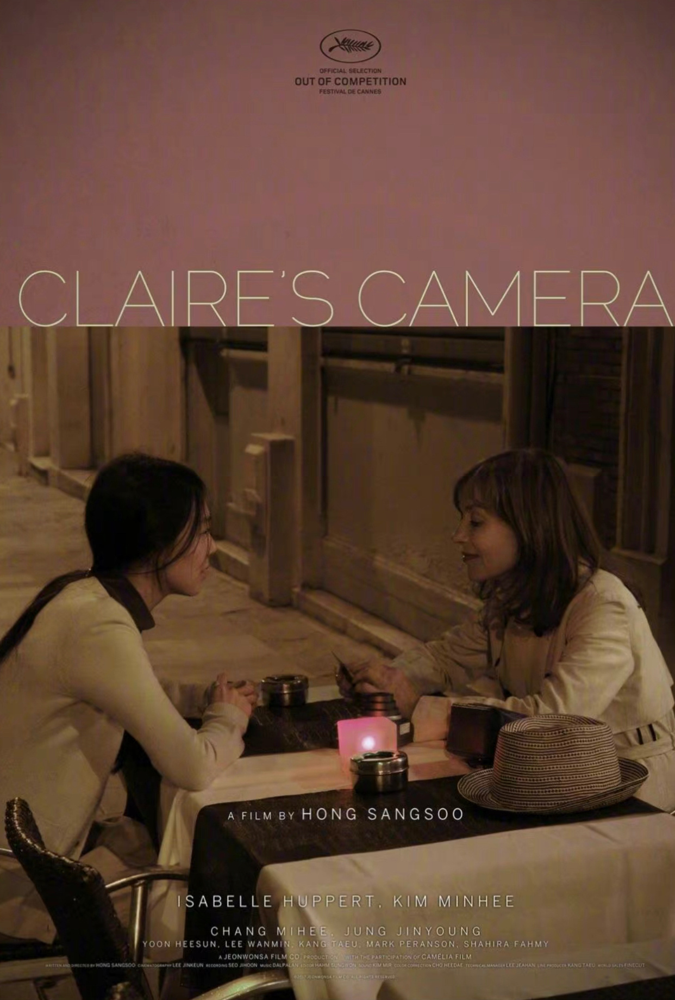 OFFICIAL SELECTION
OUT OF COMPETITION
FESTIVAL DE CANNES
CLAIRE'S CAMERA
A FILM BY HONG SANGSOO
ISABELLE HUPPERT, KIM MINHEE
CHANG MIHEE, JUNG JINYOUNG
YOON HEESUN, LEE WANMIN, KANG TAEU, MARK PERANSON, SHAHIRA FAHMY
A JEONWONSA FILM CO. PRODUCTION WITH THE PARTICIPATION OF CAMÉLIA FILM
WRITTEN AND DIRECTED BY HONG SANGSOO CINEMATOGRAPHY LEE JINKEUN RECORDING SEO JIHOON MUSIC DALPALAN EDITOR HAHM SUNGWON SOUND KIM MIR COLOR CORRECTION CHO HEEDAE TECHNICAL MANAGER LEE JEAHAN LINE PRODUCER KANG TAEU WORLD SALES FINECUT
©2017 JEONWONSA FILM CO. ALL RIGHTS RESERVED.